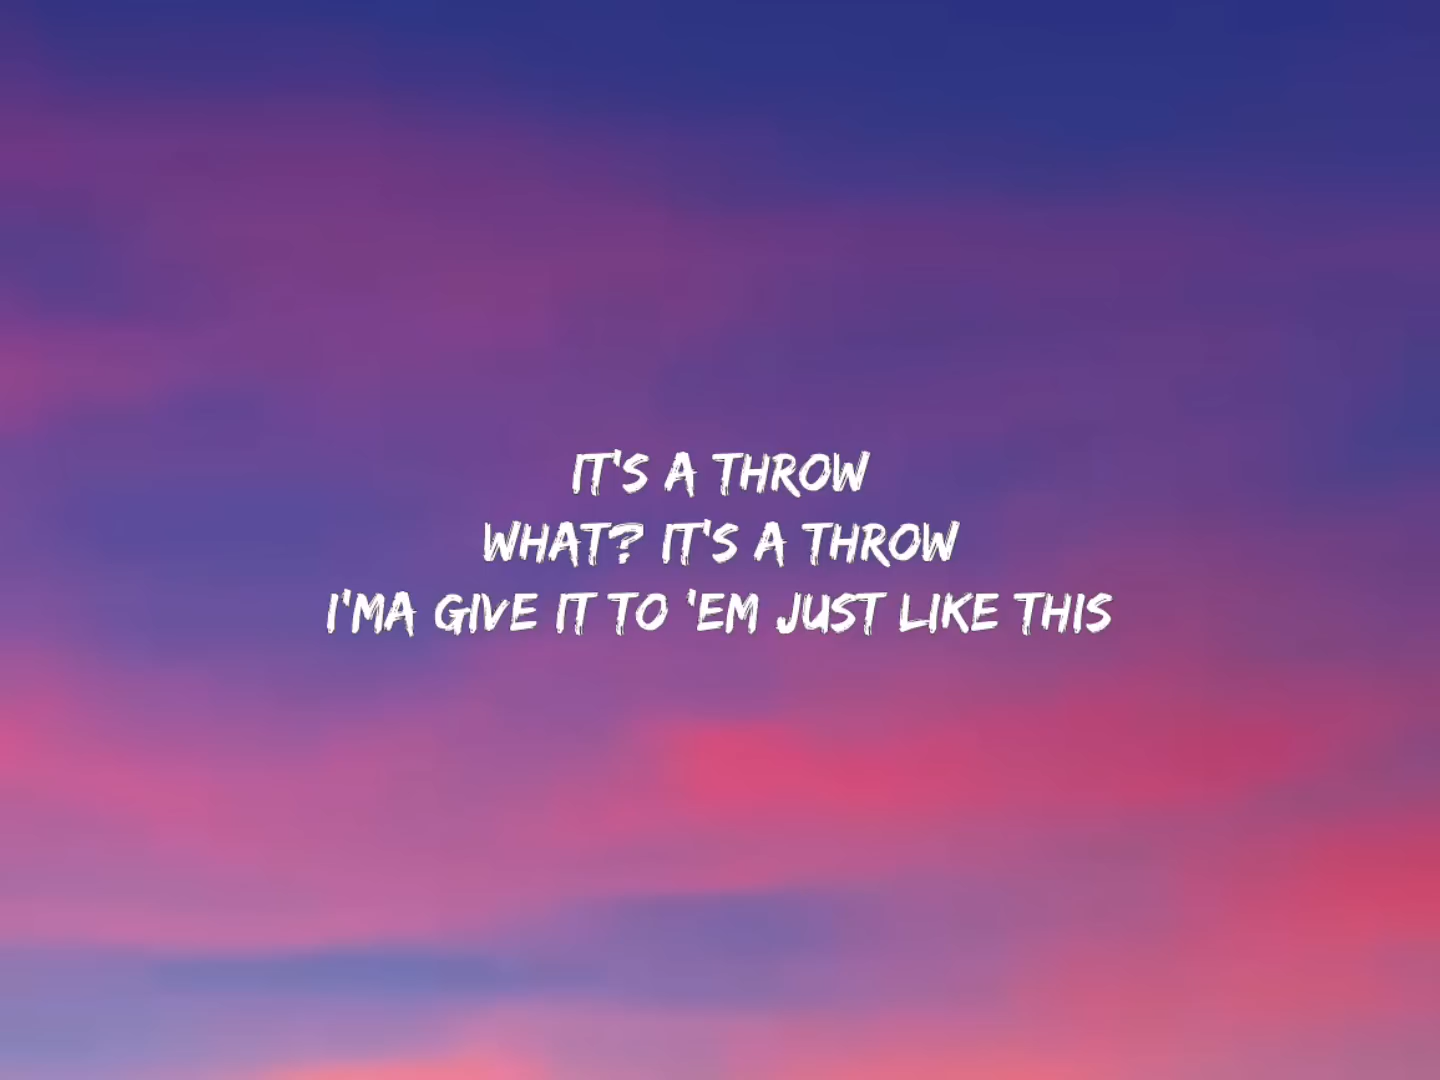 IT'S A THROW
WHAT? IT'S A THROW
I'MA GIVE IT TO 'EM JUST LIKE THIS